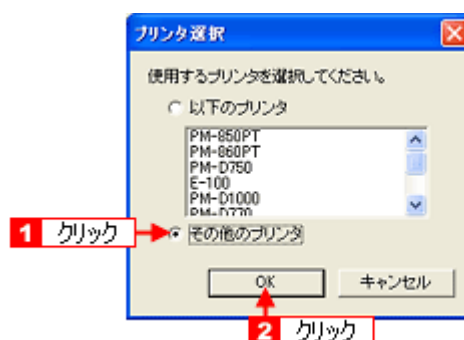 プリンタ選択
使用するプリンタを選択してください。
以下のプリンタ
PM-850PT
PM-860PT
PM-D750
E-100
PM-D1000
PM-D770
1 クリック
その他のプリンタ
OK
キャンセル
2 クリック